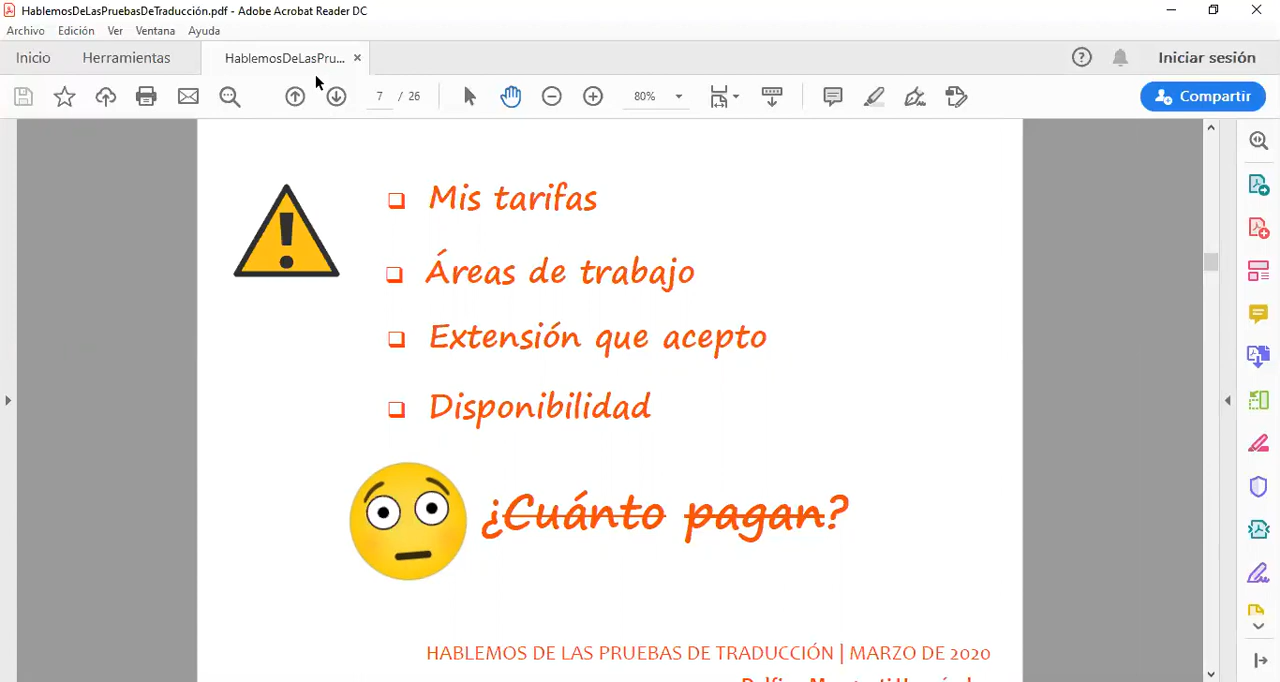 HablemosDeLasPruebasDeTraducción.pdf - Adobe Acrobat Reader DC
Archivo Edición Ver Ventana Ayuda
Inicio Herramientas HablemosDeLasPru... Iniciar sesión
7 / 26 80% Compartir
Mis tarifas
Áreas de trabajo
Extensión que acepto
Disponibilidad
¿Cuánto pagan?
HABLEMOS DE LAS PRUEBAS DE TRADUCCIÓN | MARZO DE 2020